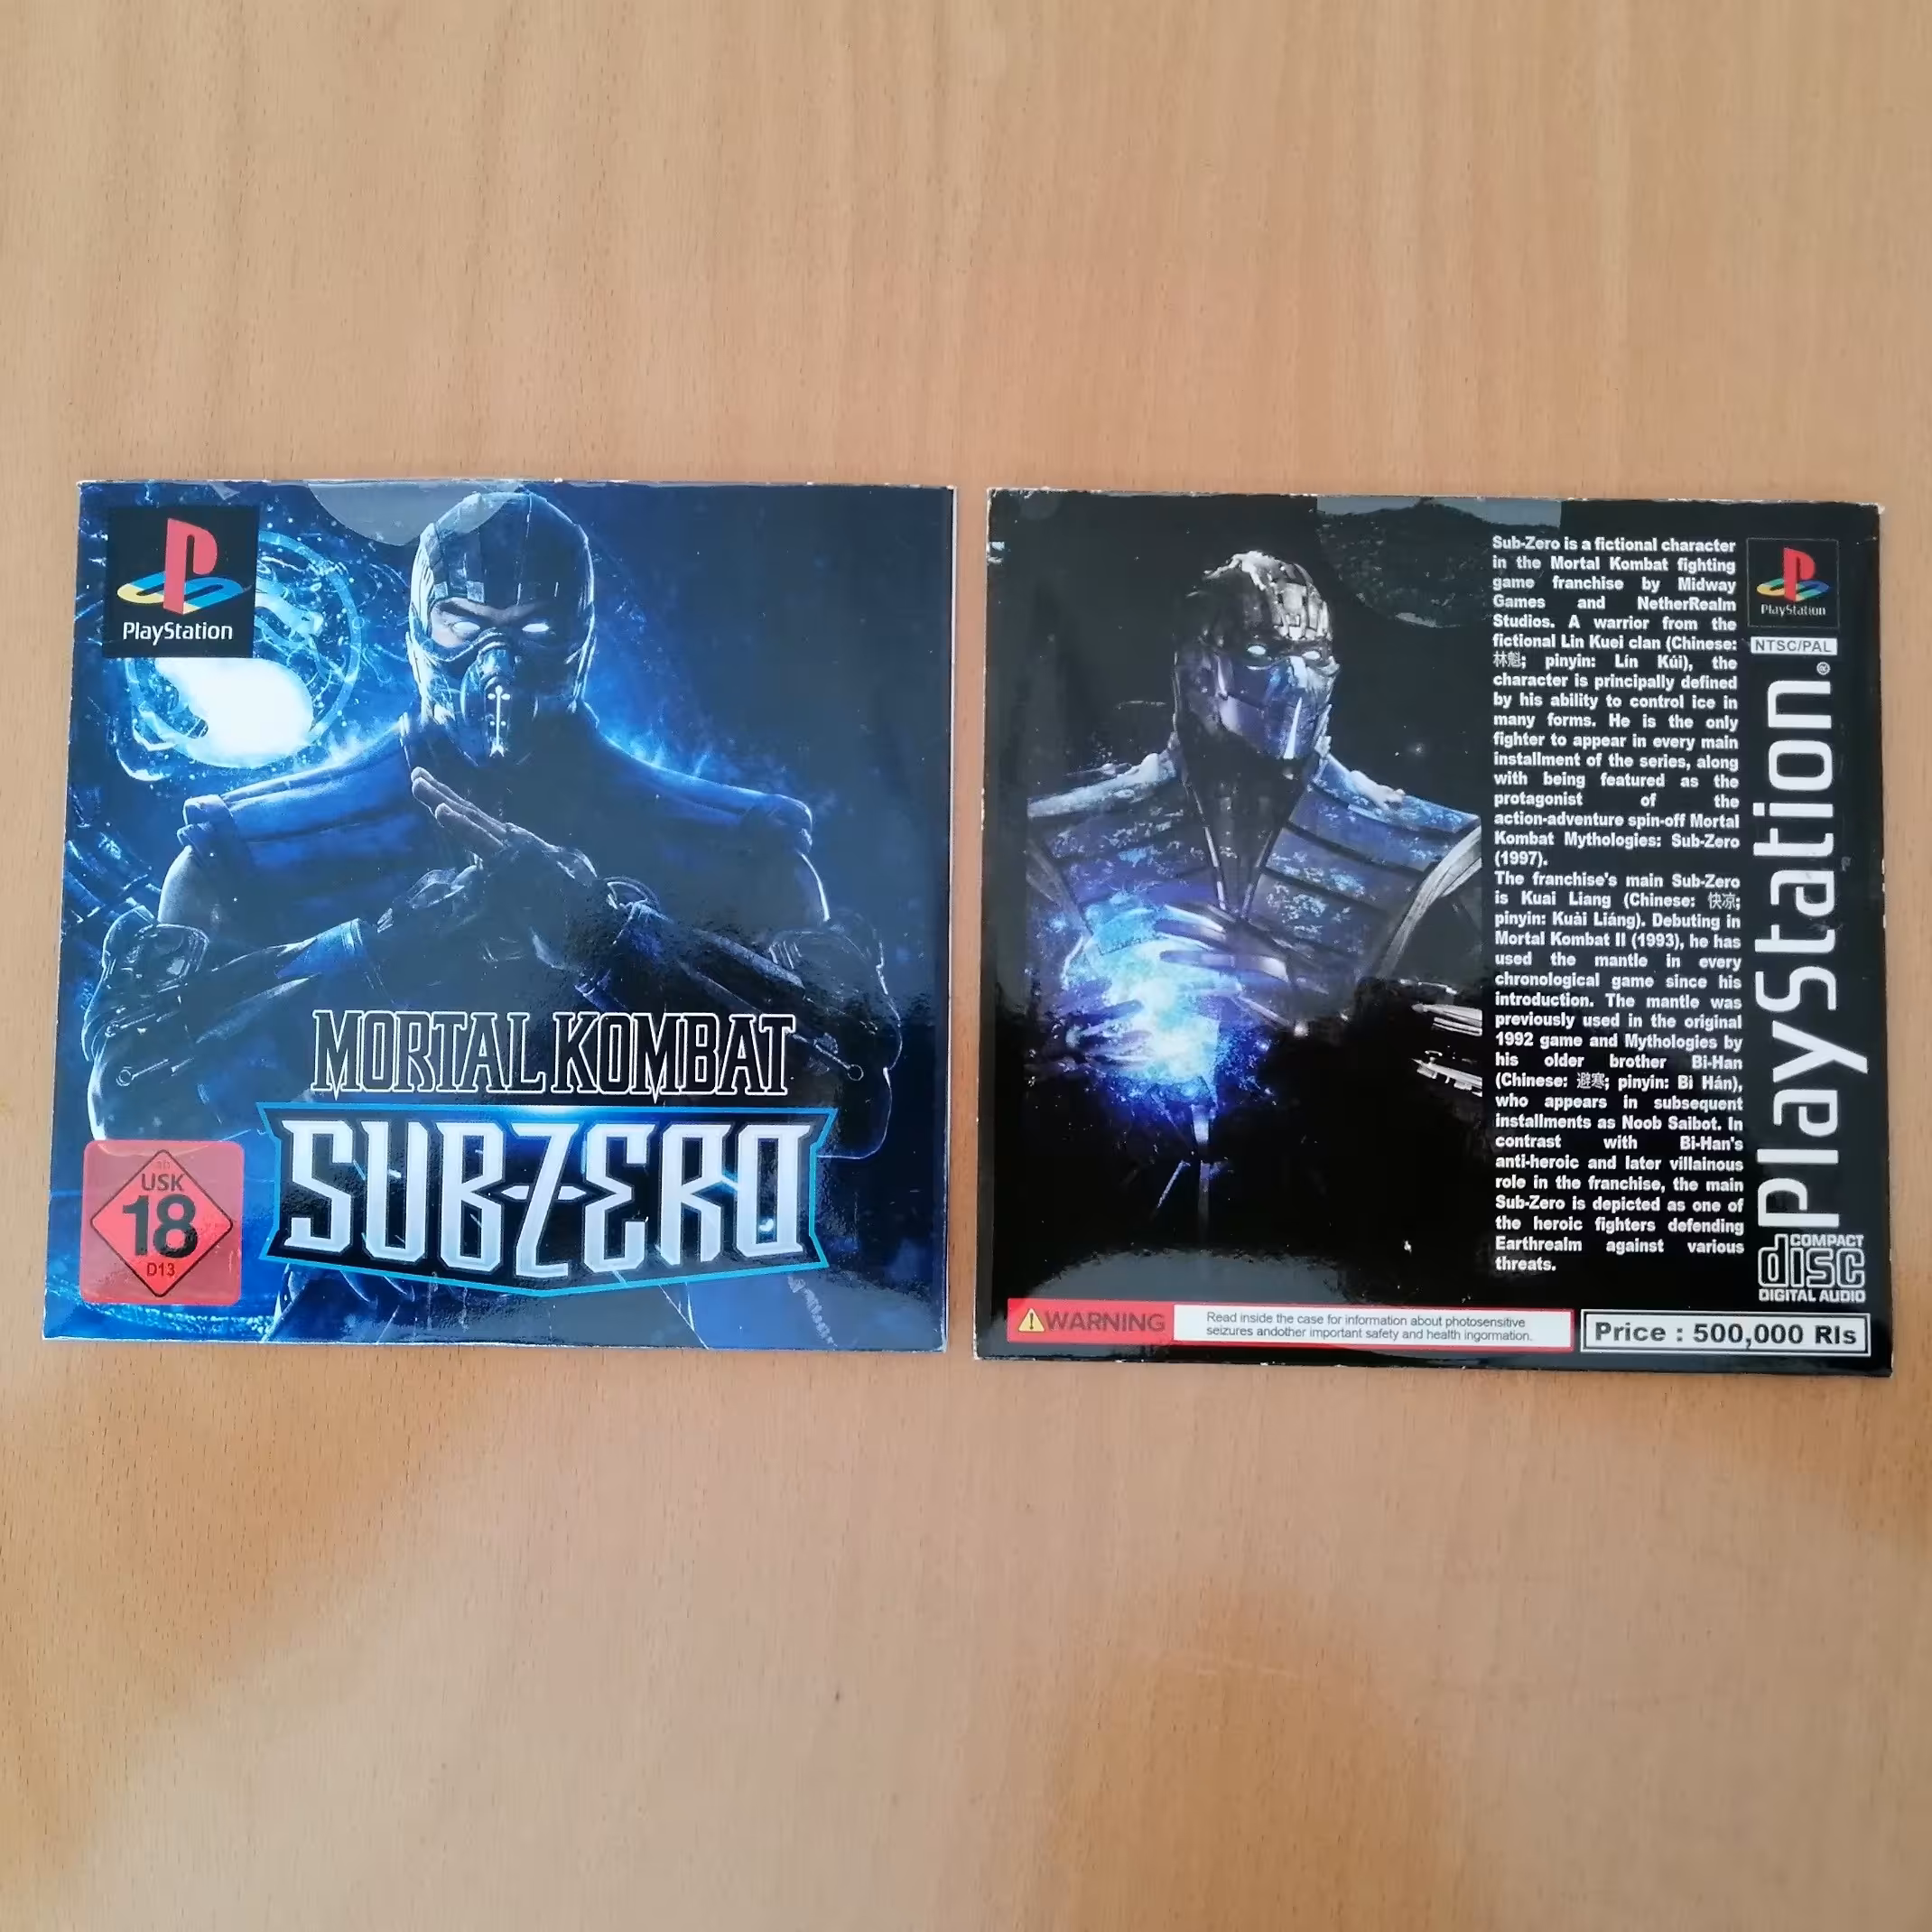 PlayStation
MORTAL KOMBAT
SUB-ZERO
ab
USK
18
D13
Sub-Zero is a fictional character
in the Mortal Kombat fighting
game franchise by Midway
Games and NetherRealm
Studios. A warrior from the
fictional Lin Kuei clan (Chinese:
林魁; pinyin: Lín Kúi), the
character is principally defined
by his ability to control ice in
many forms. He is the only
fighter to appear in every main
installment of the series, along
with being featured as the
protagonist of the
action-adventure spin-off Mortal
Kombat Mythologies: Sub-Zero
(1997).
The franchise's main Sub-Zero
is Kuai Liang (Chinese: 快凉;
pinyin: Kuài Liáng). Debuting in
Mortal Kombat II (1993), he has
used the mantle in every
chronological game since his
introduction. The mantle was
previously used in the original
1992 game and Mythologies by
his older brother Bi-Han
(Chinese: 避寒; pinyin: Bì Hán),
who appears in subsequent
installments as Noob Saibot. In
contrast with Bi-Han's
anti-heroic and later villainous
role in the franchise, the main
Sub-Zero is depicted as one of
the heroic fighters defending
Earthrealm against various
threats.
PlayStation
NTSC/PAL
PlayStation®
COMPACT
disc
DIGITAL AUDIO
WARNING
Read inside the case for information about photosensitive
seizures andother important safety and health ingormation.
Price : 500,000 Rls